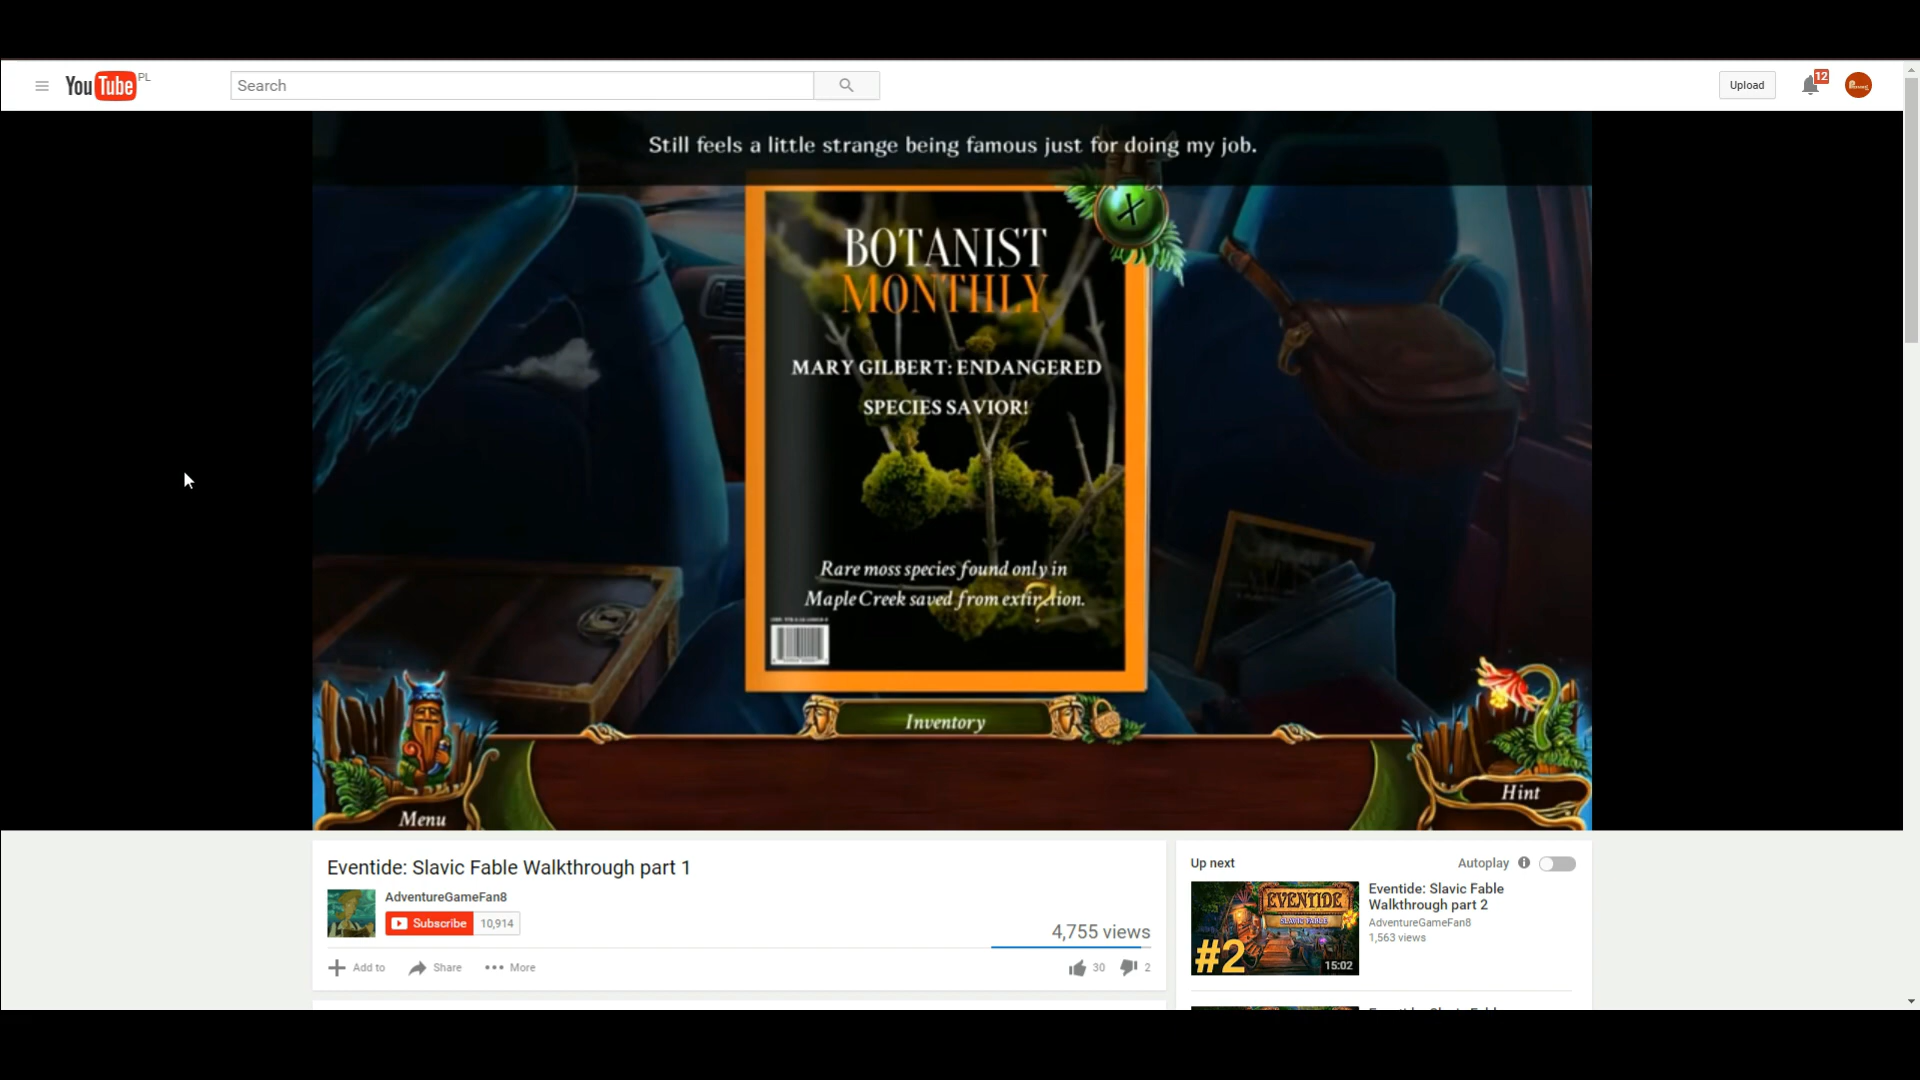 YouTube PL
Search
Upload
12
Still feels a little strange being famous just for doing my job.
BOTANIST
MONTHLY
MARY GILBERT: ENDANGERED
SPECIES SAVIOR!
Rare moss species found only in
Maple Creek saved from extinction.
Inventory
Menu
Hint
Eventide: Slavic Fable Walkthrough part 1
AdventureGameFan8
Subscribe 10,914
4,755 views
Add to Share More 30 2
Up next Autoplay
EVENTIDE
SLAVIC FABLE
#2
15:02
Eventide: Slavic Fable
Walkthrough part 2
AdventureGameFan8
1,563 views